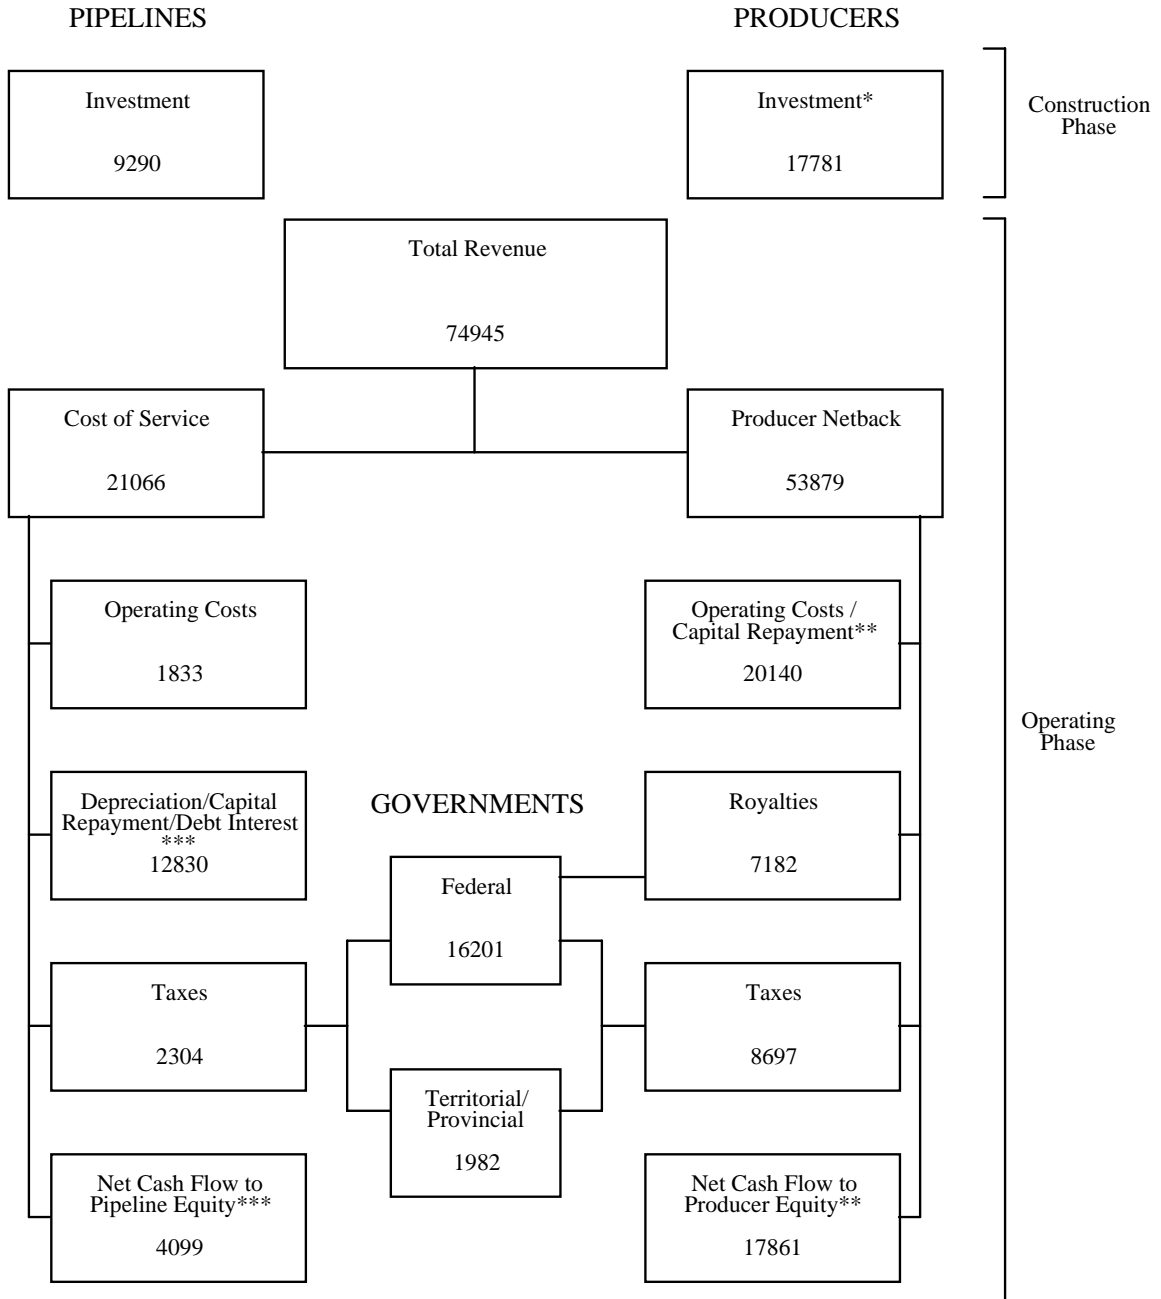 PIPELINES
PRODUCERS
Investment
9290
Investment*
17781
Construction
Phase
Total Revenue
74945
Cost of Service
21066
Producer Netback
53879
Operating Costs
1833
Operating Costs /
Capital Repayment**
20140
Operating
Phase
Depreciation/Capital
Repayment/Debt Interest
***
12830
GOVERNMENTS
Royalties
7182
Federal
16201
Taxes
2304
Taxes
8697
Territorial/
Provincial
1982
Net Cash Flow to
Pipeline Equity***
4099
Net Cash Flow to
Producer Equity**
17861